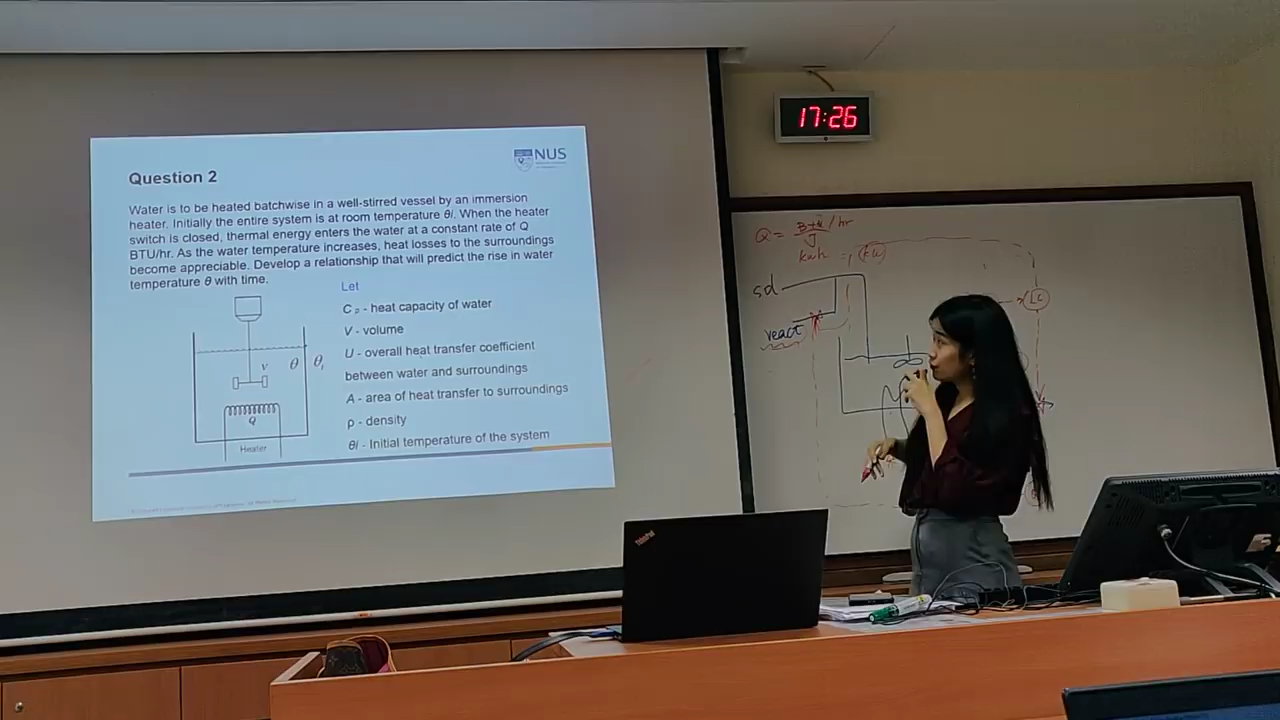 Question 2
NUS
Water is to be heated batchwise in a well-stirred vessel by an immersion
heater. Initially the entire system is at room temperature θi. When the heater
switch is closed, thermal energy enters the water at a constant rate of Q
BTU/hr. As the water temperature increases, heat losses to the surroundings
become appreciable. Develop a relationship that will predict the rise in water
temperature θ with time.
Let
C p - heat capacity of water
V - volume
U - overall heat transfer coefficient
between water and surroundings
A - area of heat transfer to surroundings
ρ - density
θi - Initial temperature of the system
V
θ
θi
Q
Heater
17:26
Q = Btu/hr
J
kwh
sd
react
LC
ThinkPad